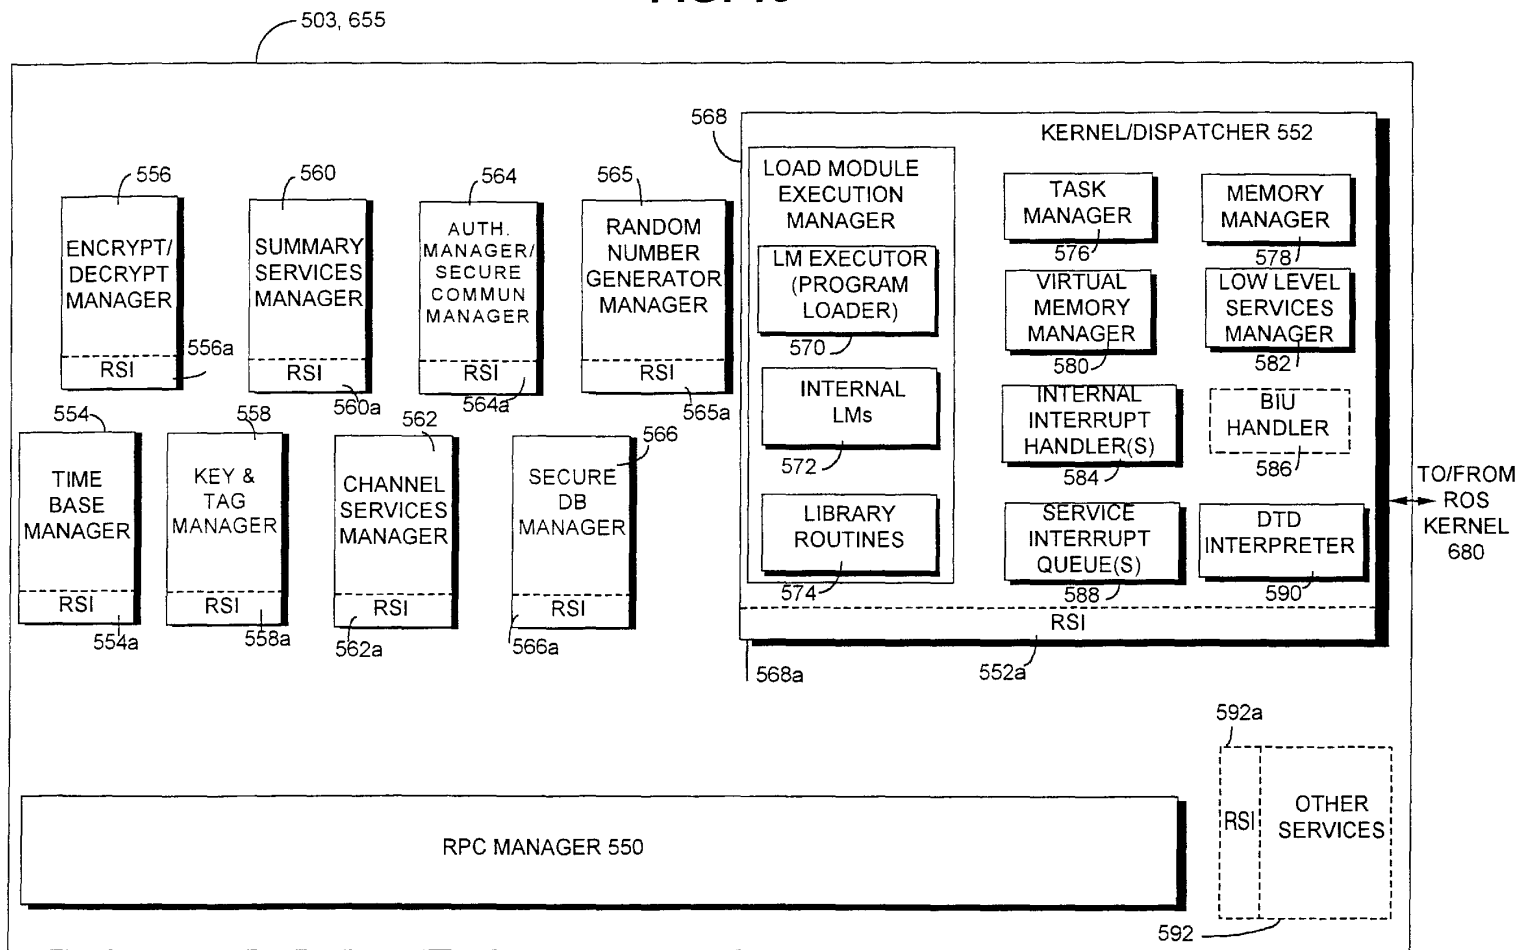 503, 655
568
KERNEL/DISPATCHER 552
556
560
564
565
ENCRYPT/
DECRYPT
MANAGER
RSI
556a
SUMMARY
SERVICES
MANAGER
RSI
560a
AUTH.
MANAGER/
SECURE
COMMUN
MANAGER
RSI
564a
RANDOM
NUMBER
GENERATOR
MANAGER
RSI
565a
LOAD MODULE
EXECUTION
MANAGER
LM EXECUTOR
(PROGRAM
LOADER)
570
INTERNAL
LMs
572
LIBRARY
ROUTINES
574
TASK
MANAGER
576
MEMORY
MANAGER
578
VIRTUAL
MEMORY
MANAGER
580
LOW LEVEL
SERVICES
MANAGER
582
INTERNAL
INTERRUPT
HANDLER(S)
584
BIU
HANDLER
586
SERVICE
INTERRUPT
QUEUE(S)
588
DTD
INTERPRETER
590
RSI
568a
552a
TO/FROM
ROS
KERNEL
680
554
TIME
BASE
MANAGER
RSI
554a
558
KEY &
TAG
MANAGER
RSI
558a
562
CHANNEL
SERVICES
MANAGER
RSI
562a
566
SECURE
DB
MANAGER
RSI
566a
592a
RSI
OTHER
SERVICES
592
RPC MANAGER 550